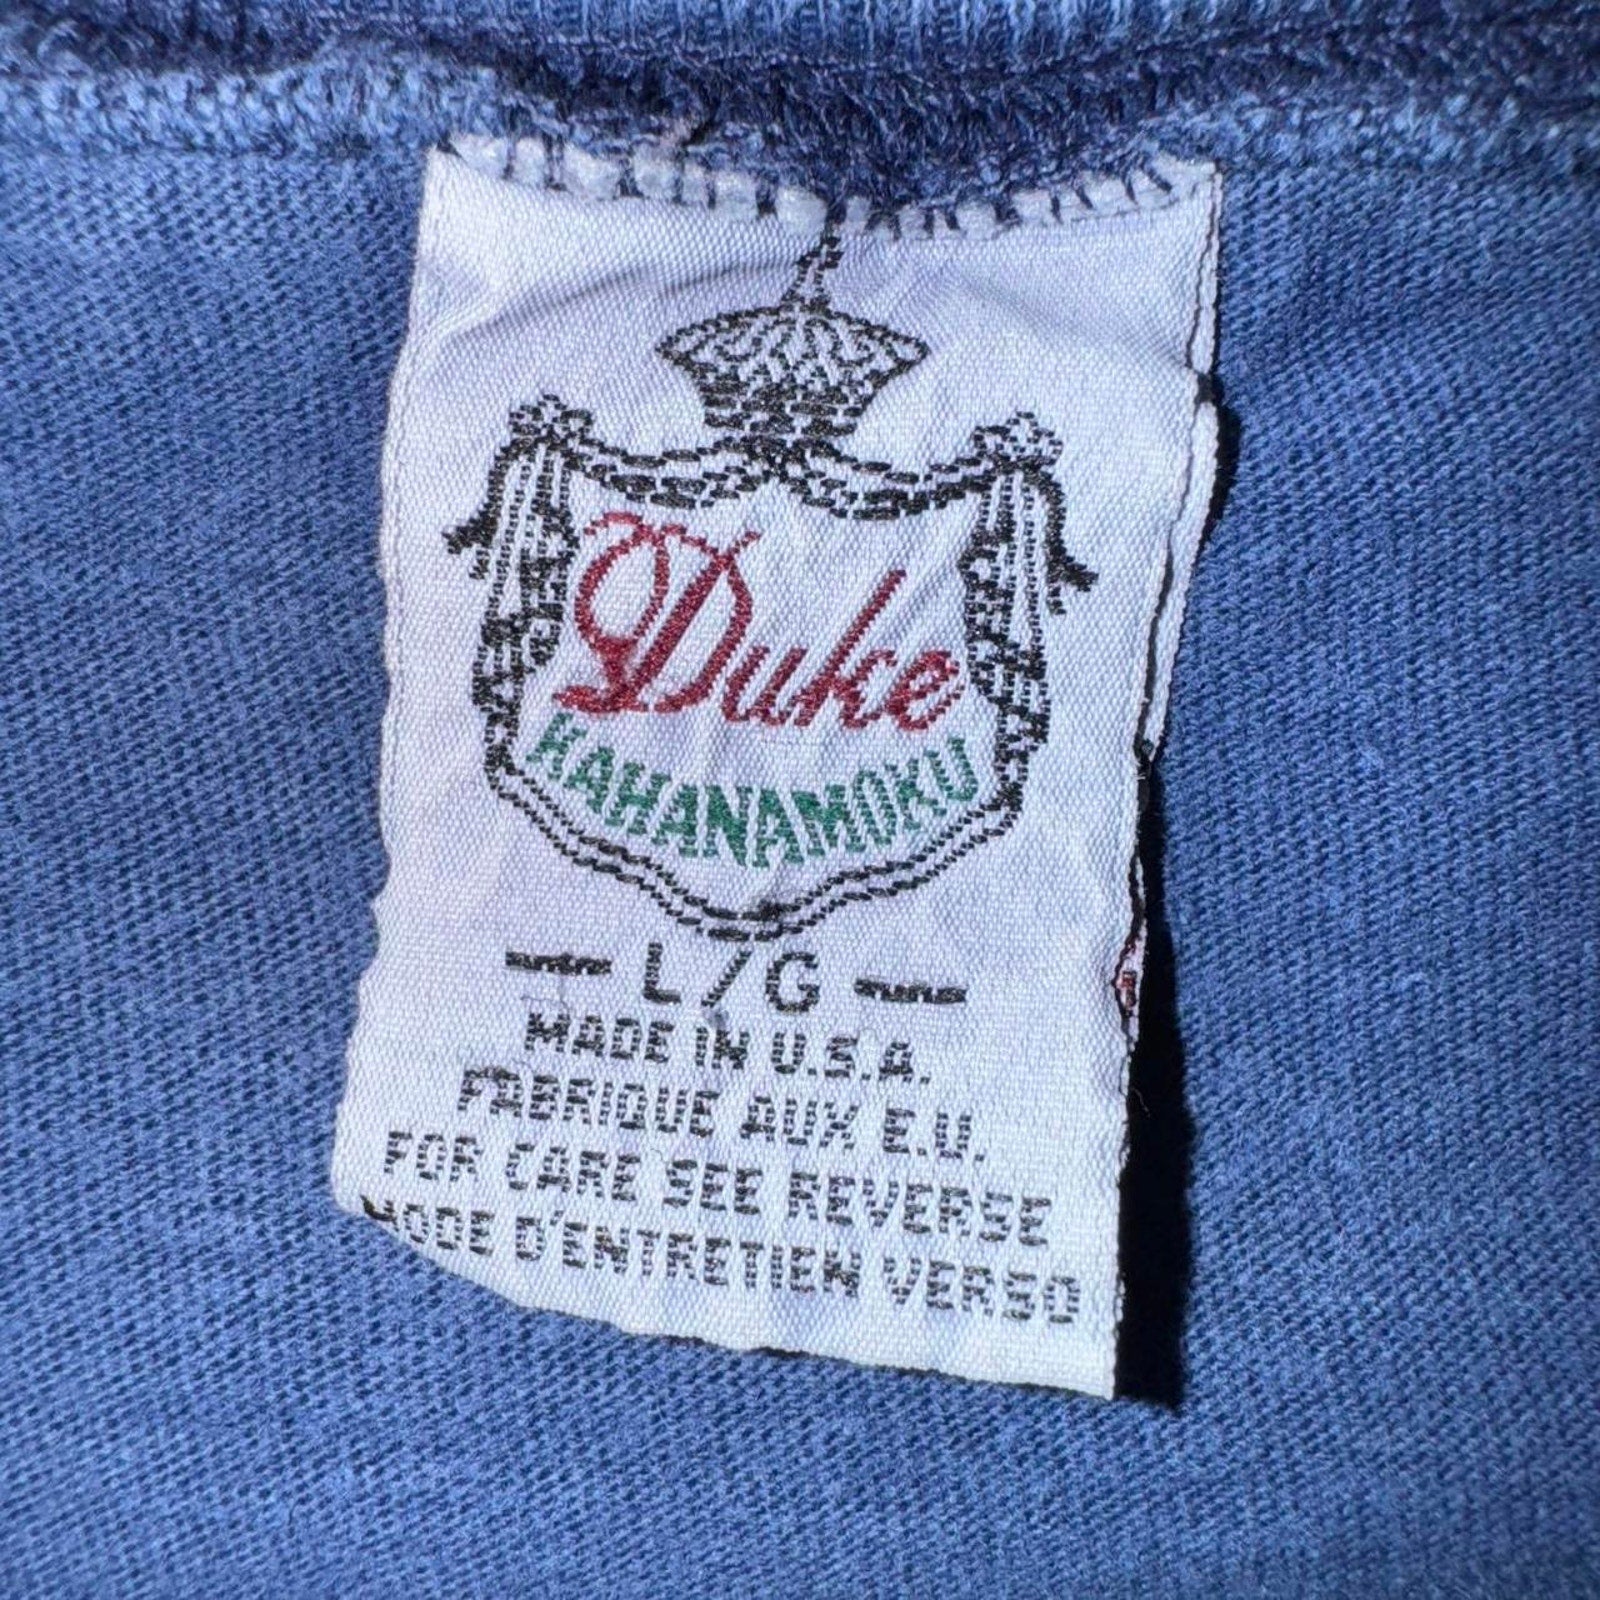 Duke
KAHANAMOKU
— L/G —
MADE IN U.S.A.
FABRIQUE AUX E.U.
FOR CARE SEE REVERSE
MODE D'ENTRETIEN VERSO